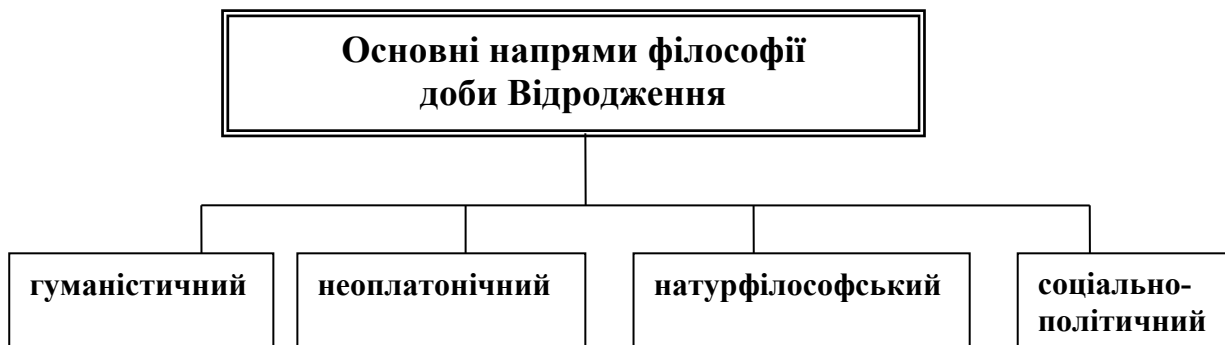 Основні напрями філософії
доби Відродження
гуманістичний
неоплатонічний
натурфілософський
соціально-
політичний